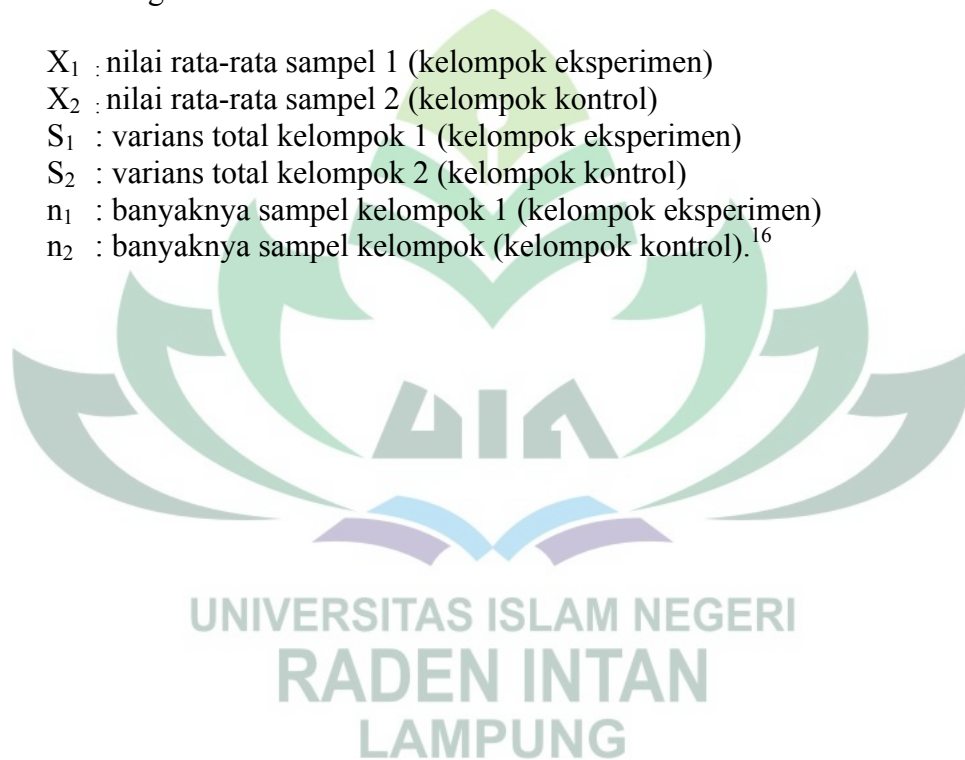 X₁ : nilai rata-rata sampel 1 (kelompok eksperimen)
X₂ : nilai rata-rata sampel 2 (kelompok kontrol)
S₁ : varians total kelompok 1 (kelompok eksperimen)
S₂ : varians total kelompok 2 (kelompok kontrol)
n₁ : banyaknya sampel kelompok 1 (kelompok eksperimen)
n₂ : banyaknya sampel kelompok (kelompok kontrol).¹⁶
UIN
UNIVERSITAS ISLAM NEGERI
RADEN INTAN
LAMPUNG